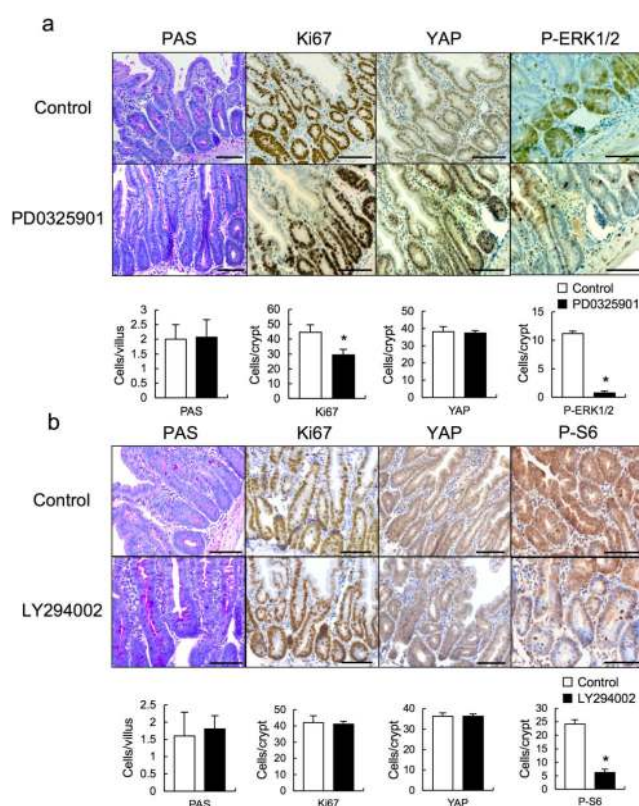 a
PAS Ki67 YAP P-ERK1/2
Control
PD0325901
Control
PD0325901
Cells/villus
2.5
2
1.5
1
0.5
0
PAS
Cells/crypt
60
50
40
30
20
10
0
*
Ki67
Cells/crypt
50
40
30
20
10
0
YAP
Cells/crypt
15
10
5
0
*
P-ERK1/2
b
PAS Ki67 YAP P-S6
Control
LY294002
Control
LY294002
Cells/villus
2.5
2
1.5
1
0.5
0
PAS
Cells/crypt
60
40
20
0
Ki67
Cells/crypt
50
40
30
20
10
0
YAP
Cells/crypt
30
25
20
15
10
5
0
*
P-S6